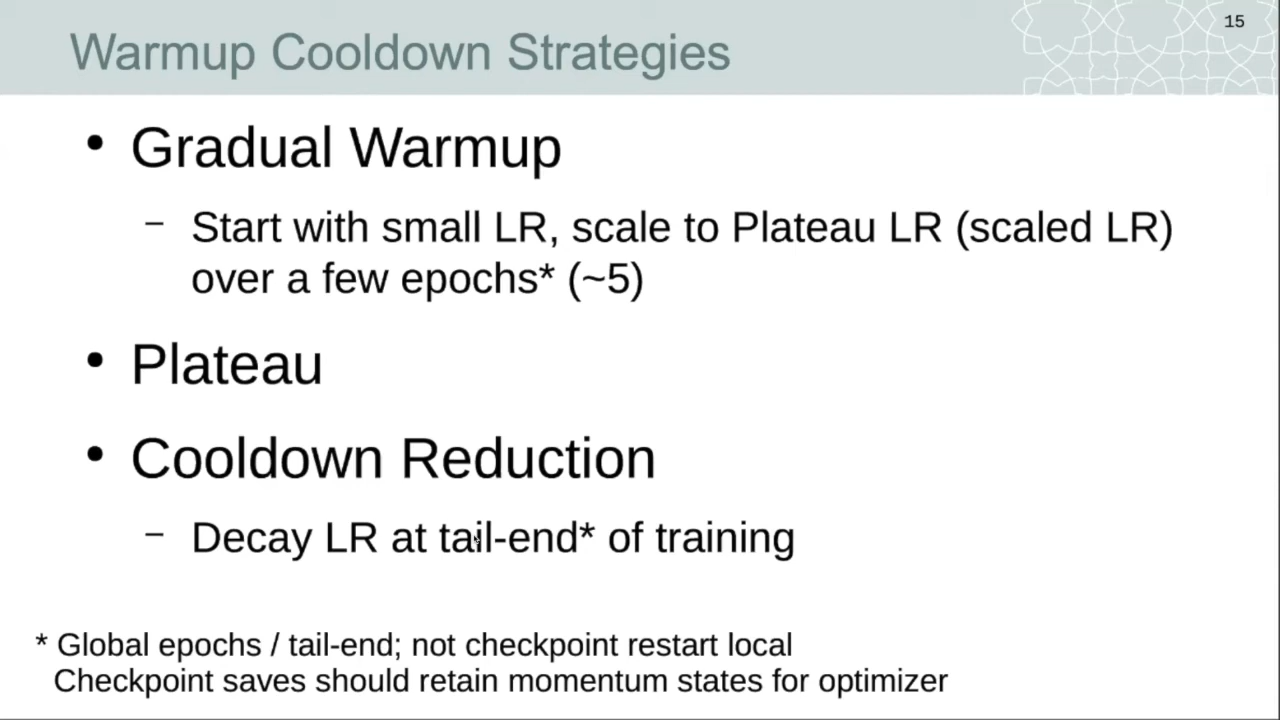 15
Warmup Cooldown Strategies
• Gradual Warmup
– Start with small LR, scale to Plateau LR (scaled LR)
over a few epochs* (~5)
• Plateau
• Cooldown Reduction
– Decay LR at tail-end* of training
* Global epochs / tail-end; not checkpoint restart local
Checkpoint saves should retain momentum states for optimizer